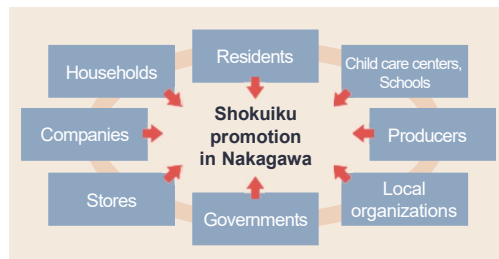 Residents
Households
Child care centers,
Schools
Companies
Shokuiku
promotion
in Nakagawa
Producers
Stores
Governments
Local
organizations